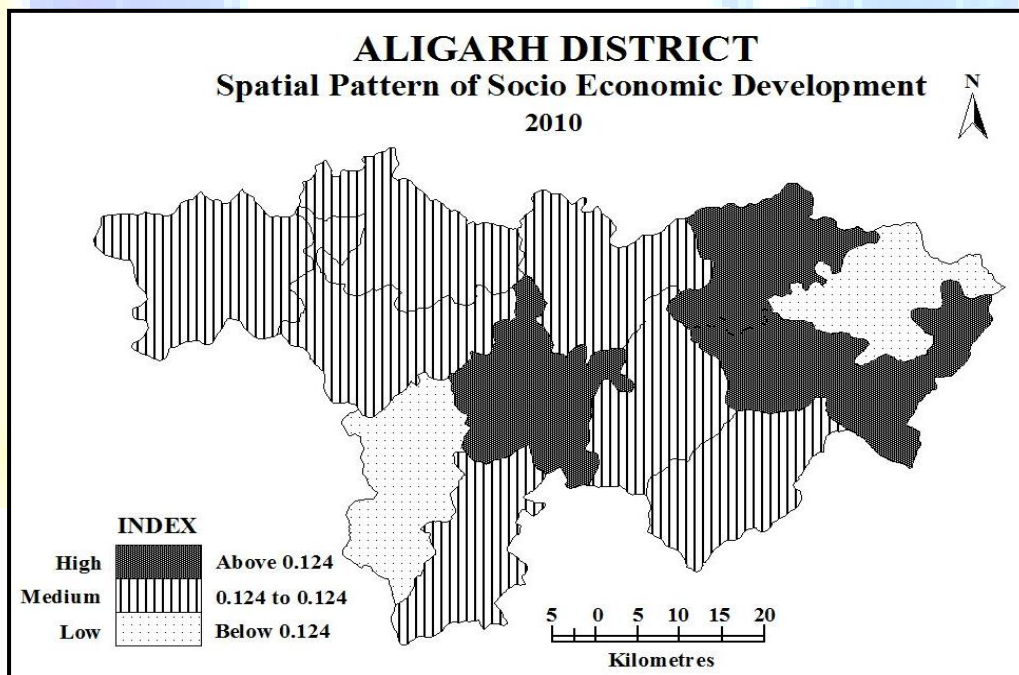 ALIGARH DISTRICT
Spatial Pattern of Socio Economic Development
2010
N
INDEX
High Above 0.124
Medium 0.124 to 0.124
Low Below 0.124
5 0 5 10 15 20
Kilometres